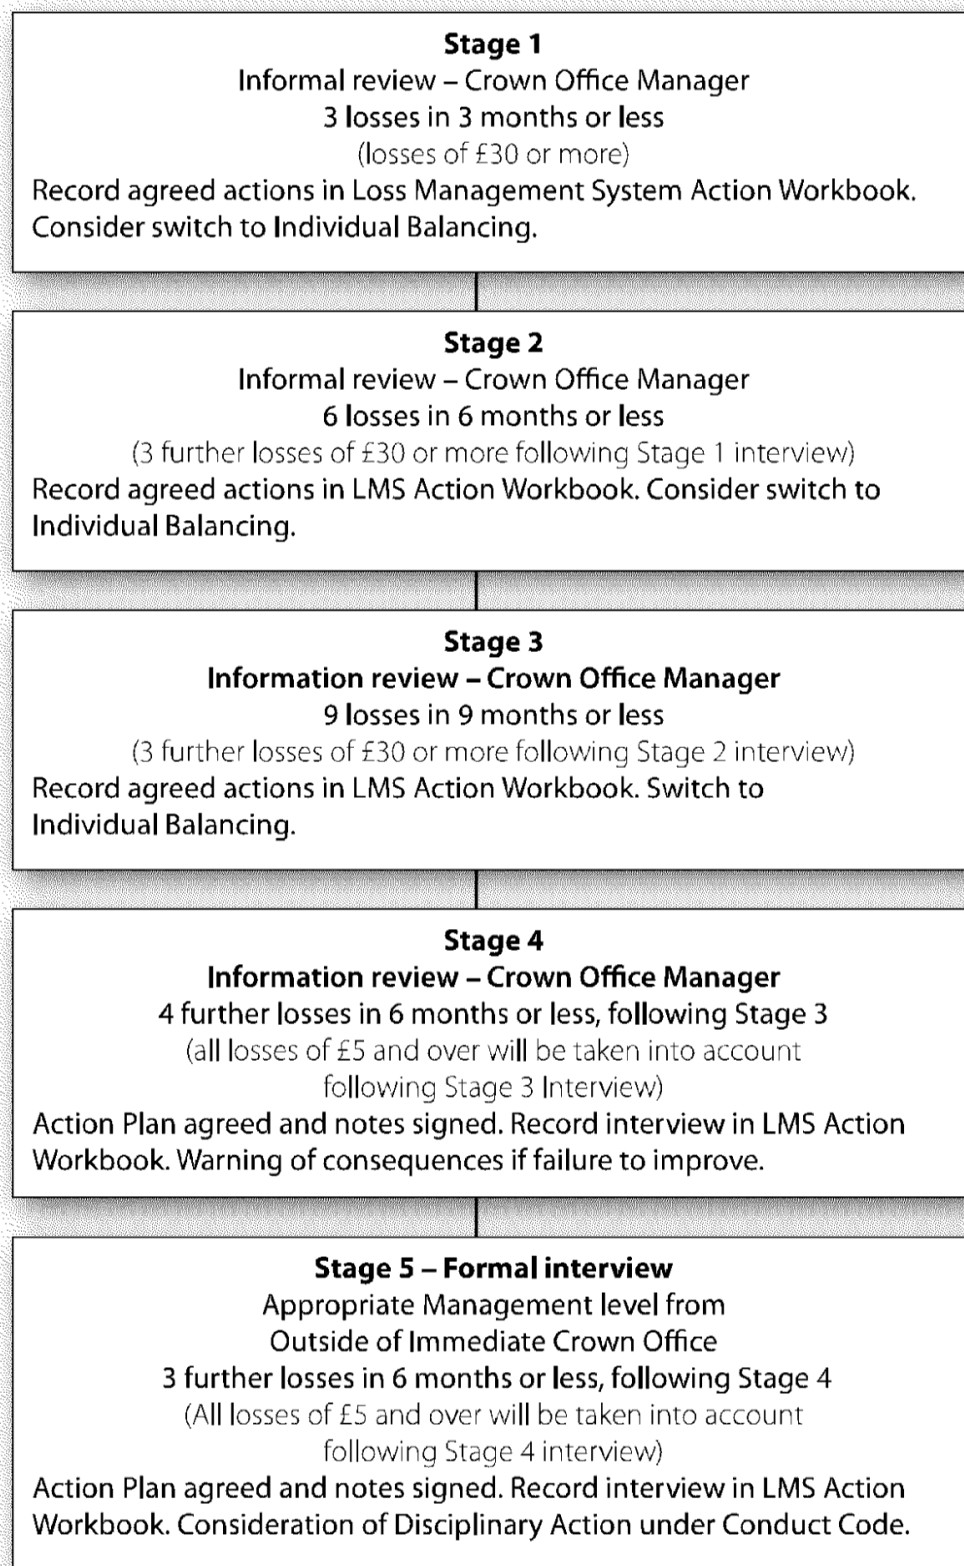 Stage 1
Informal review – Crown Office Manager
3 losses in 3 months or less
(losses of £30 or more)
Record agreed actions in Loss Management System Action Workbook.
Consider switch to Individual Balancing.
Stage 2
Informal review – Crown Office Manager
6 losses in 6 months or less
(3 further losses of £30 or more following Stage 1 interview)
Record agreed actions in LMS Action Workbook. Consider switch to
Individual Balancing.
Stage 3
Information review – Crown Office Manager
9 losses in 9 months or less
(3 further losses of £30 or more following Stage 2 interview)
Record agreed actions in LMS Action Workbook. Switch to
Individual Balancing.
Stage 4
Information review – Crown Office Manager
4 further losses in 6 months or less, following Stage 3
(all losses of £5 and over will be taken into account
following Stage 3 Interview)
Action Plan agreed and notes signed. Record interview in LMS Action
Workbook. Warning of consequences if failure to improve.
Stage 5 – Formal interview
Appropriate Management level from
Outside of Immediate Crown Office
3 further losses in 6 months or less, following Stage 4
(All losses of £5 and over will be taken into account
following Stage 4 interview)
Action Plan agreed and notes signed. Record interview in LMS Action
Workbook. Consideration of Disciplinary Action under Conduct Code.